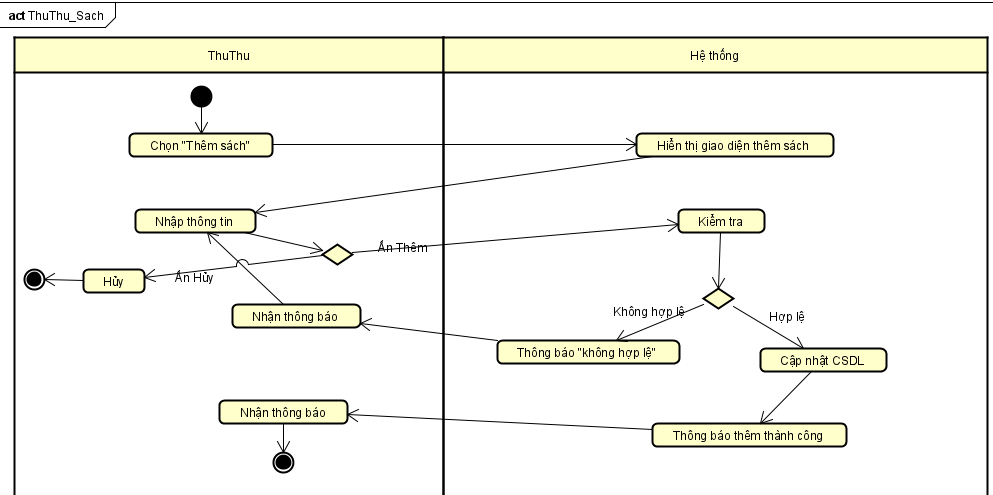 act ThuThu_Sach
ThuThu
Hệ thống
Chọn "Thêm sách"
Hiển thị giao diện thêm sách
Nhập thông tin
Kiểm tra
Ấn Thêm
Ấn Hủy
Hủy
Nhận thông báo
Không hợp lệ
Hợp lệ
Thông báo "không hợp lệ"
Cập nhật CSDL
Nhận thông báo
Thông báo thêm thành công